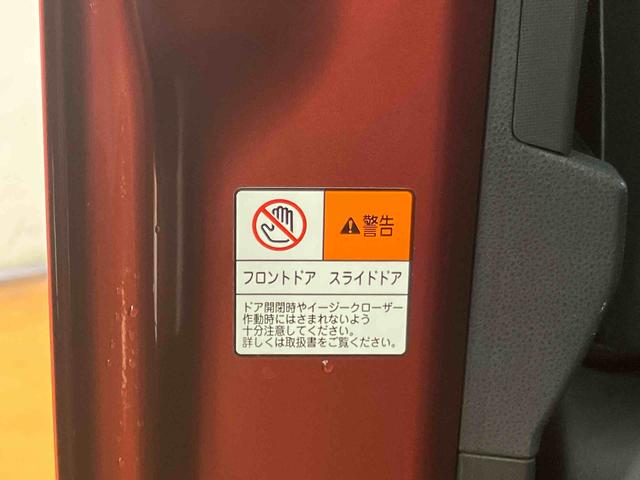 警告
フロントドア スライドドア
ドア開閉時やイージークローザー
作動時にはさまれないよう
十分注意してください。
詳しくは取扱書をご覧ください。